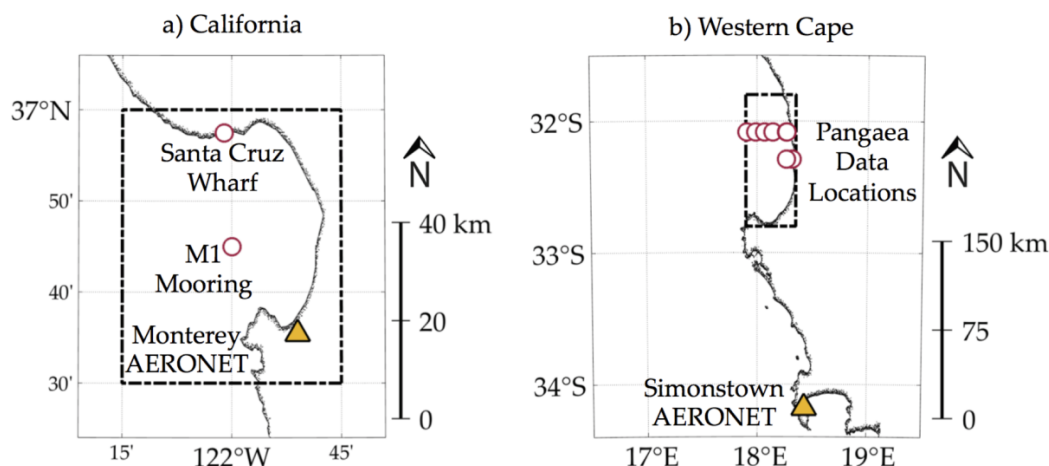 a) California
37°N
50'
40'
30'
15'
122°W
45'
Santa Cruz
Wharf
M1
Mooring
Monterey
AERONET
N
40 km
20
0
b) Western Cape
32°S
33°S
34°S
17°E
18°E
19°E
Pangaea
Data
Locations
Simonstown
AERONET
N
150 km
75
0